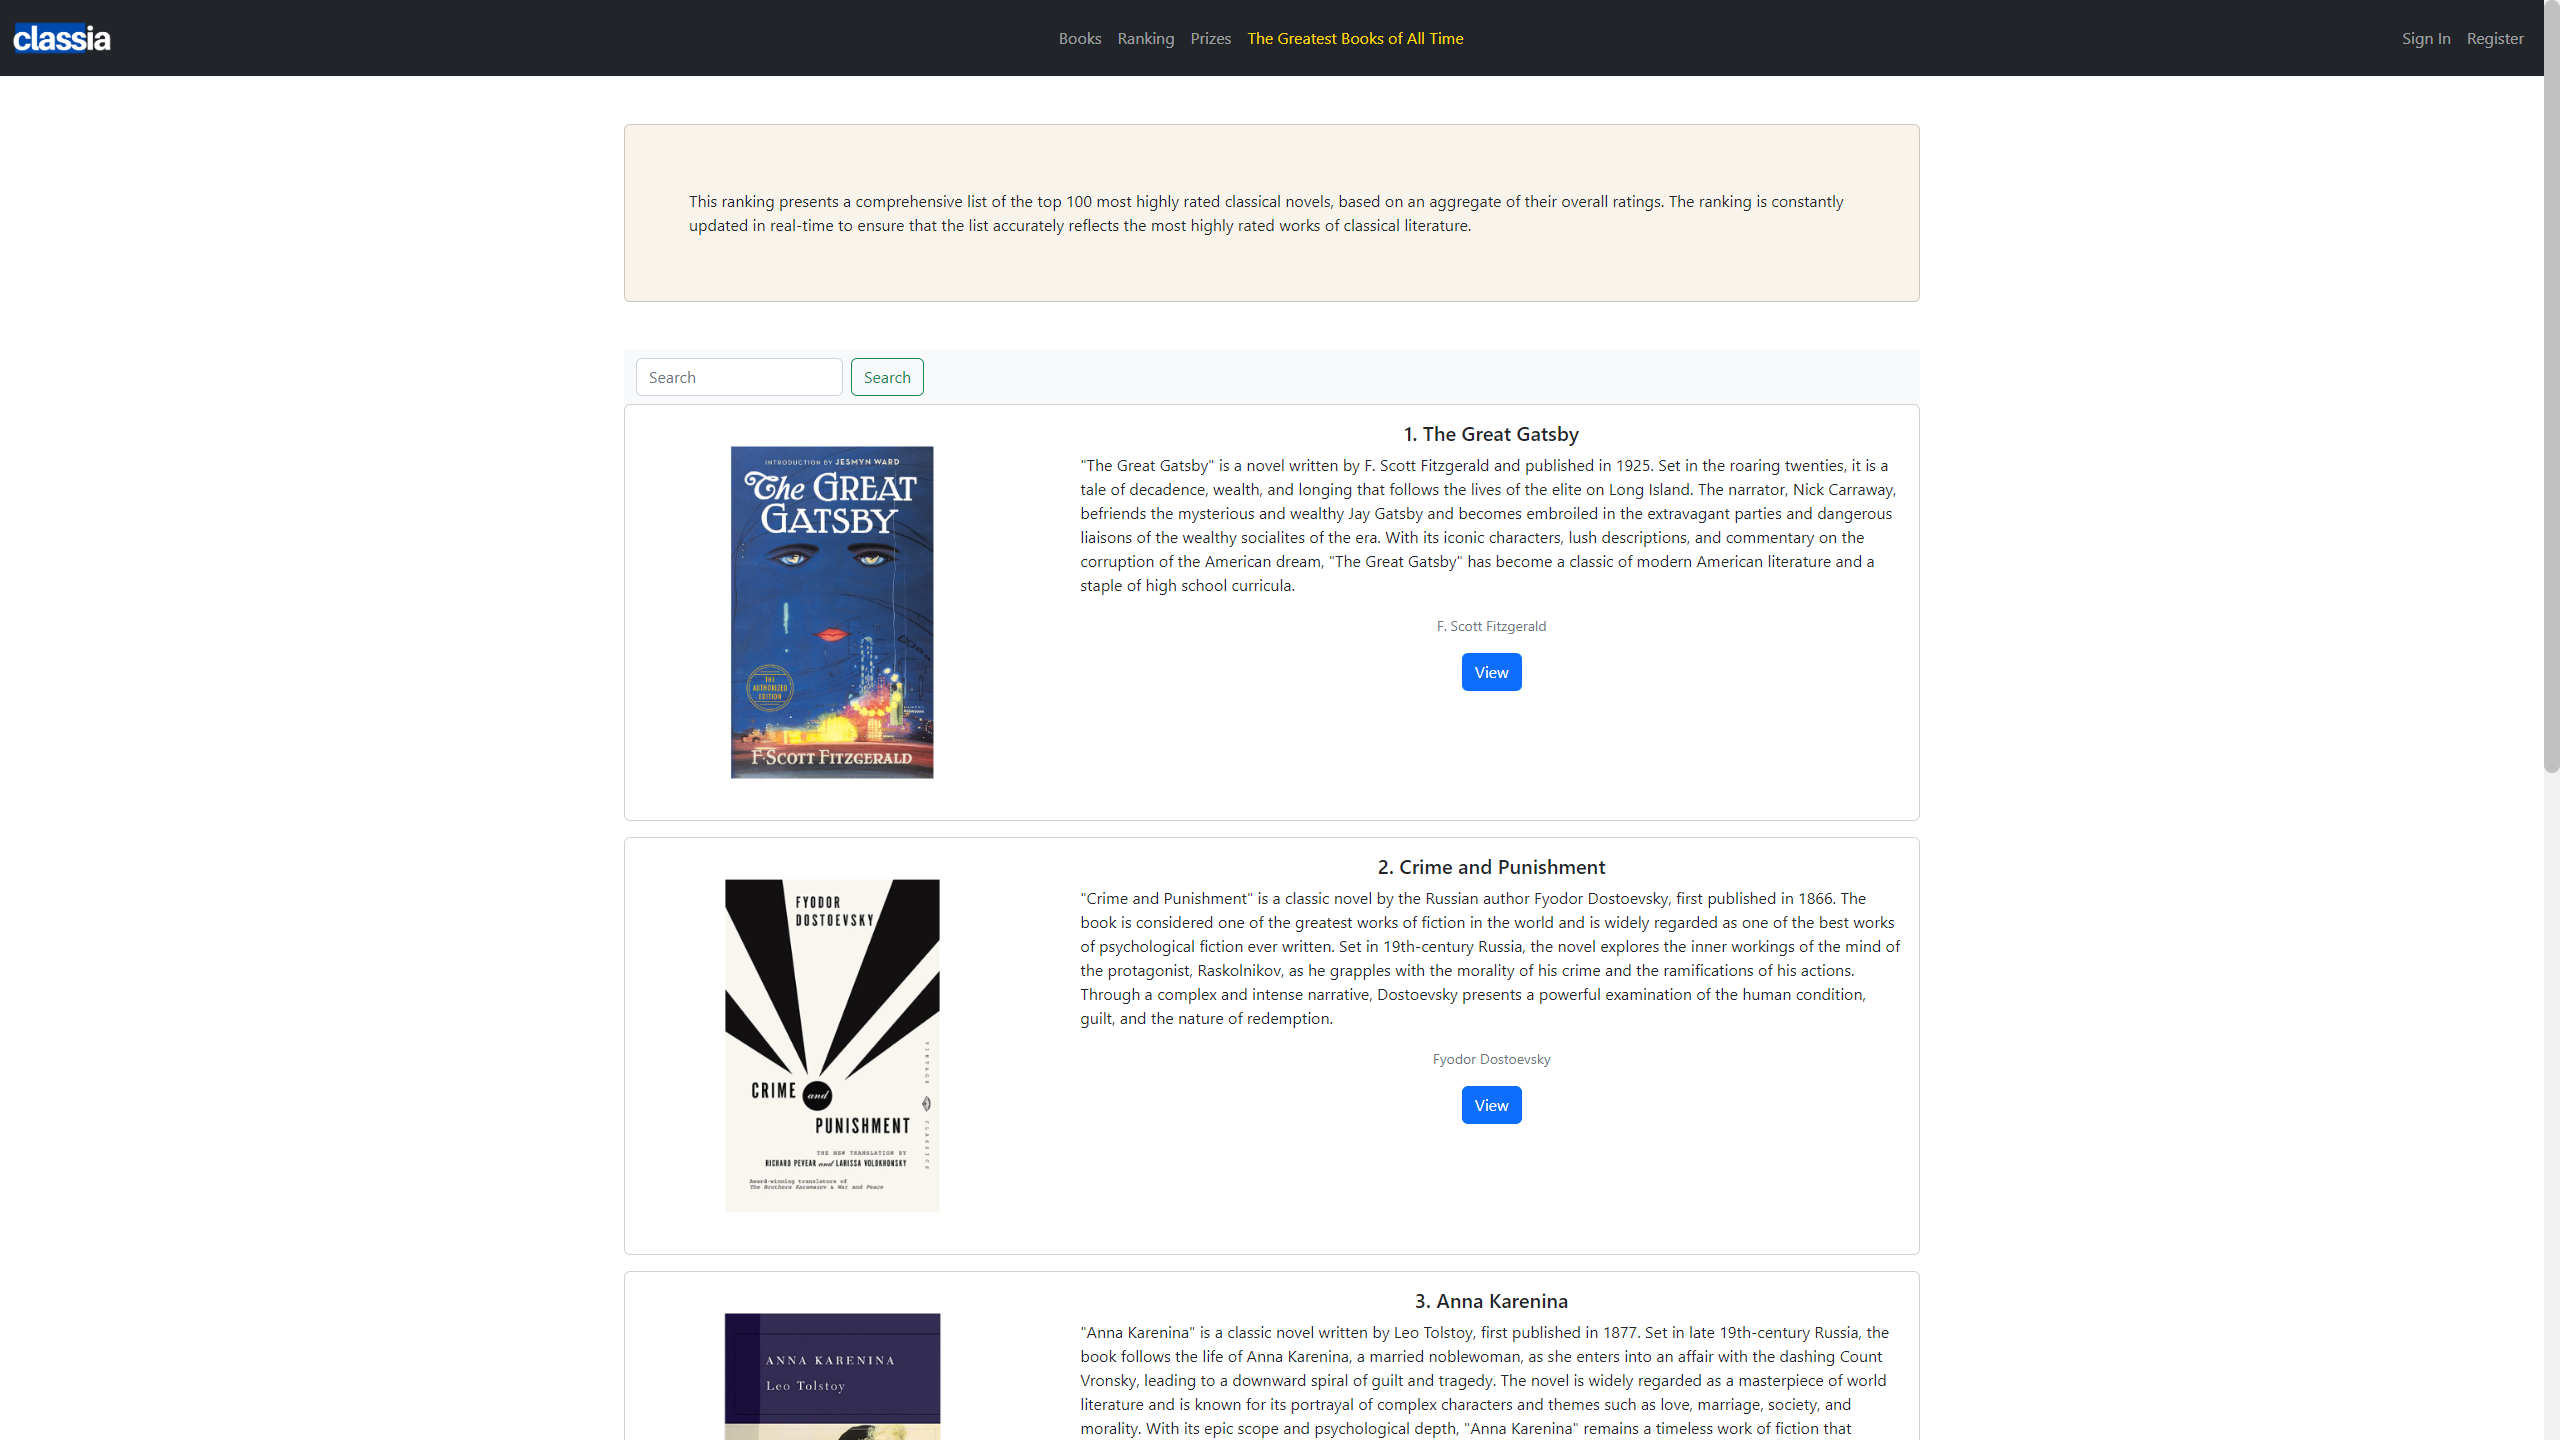 classia
Books Ranking Prizes The Greatest Books of All Time
Sign In Register
This ranking presents a comprehensive list of the top 100 most highly rated classical novels, based on an aggregate of their overall ratings. The ranking is constantly
updated in real-time to ensure that the list accurately reflects the most highly rated works of classical literature.
Search Search
INTRODUCTION BY JESMYN WARD
The GREAT
GATSBY
THE
AUTHORIZED
EDITION
F·SCOTT FITZGERALD
1. The Great Gatsby
"The Great Gatsby" is a novel written by F. Scott Fitzgerald and published in 1925. Set in the roaring twenties, it is a
tale of decadence, wealth, and longing that follows the lives of the elite on Long Island. The narrator, Nick Carraway,
befriends the mysterious and wealthy Jay Gatsby and becomes embroiled in the extravagant parties and dangerous
liaisons of the wealthy socialites of the era. With its iconic characters, lush descriptions, and commentary on the
corruption of the American dream, "The Great Gatsby" has become a classic of modern American literature and a
staple of high school curricula.
F. Scott Fitzgerald
View
FYODOR
DOSTOEVSKY
CRIME and
PUNISHMENT
THE NEW TRANSLATION BY
RICHARD PEVEAR and LARISSA VOLOKHONSKY
Award-winning translators of
The Brothers Karamazov & War and Peace
VINTAGE CLASSICS
2. Crime and Punishment
"Crime and Punishment" is a classic novel by the Russian author Fyodor Dostoevsky, first published in 1866. The
book is considered one of the greatest works of fiction in the world and is widely regarded as one of the best works
of psychological fiction ever written. Set in 19th-century Russia, the novel explores the inner workings of the mind of
the protagonist, Raskolnikov, as he grapples with the morality of his crime and the ramifications of his actions.
Through a complex and intense narrative, Dostoevsky presents a powerful examination of the human condition,
guilt, and the nature of redemption.
Fyodor Dostoevsky
View
ANNA KARENINA
Leo Tolstoy
3. Anna Karenina
"Anna Karenina" is a classic novel written by Leo Tolstoy, first published in 1877. Set in late 19th-century Russia, the
book follows the life of Anna Karenina, a married noblewoman, as she enters into an affair with the dashing Count
Vronsky, leading to a downward spiral of guilt and tragedy. The novel is widely regarded as a masterpiece of world
literature and is known for its portrayal of complex characters and themes such as love, marriage, society, and
morality. With its epic scope and psychological depth, "Anna Karenina" remains a timeless work of fiction that